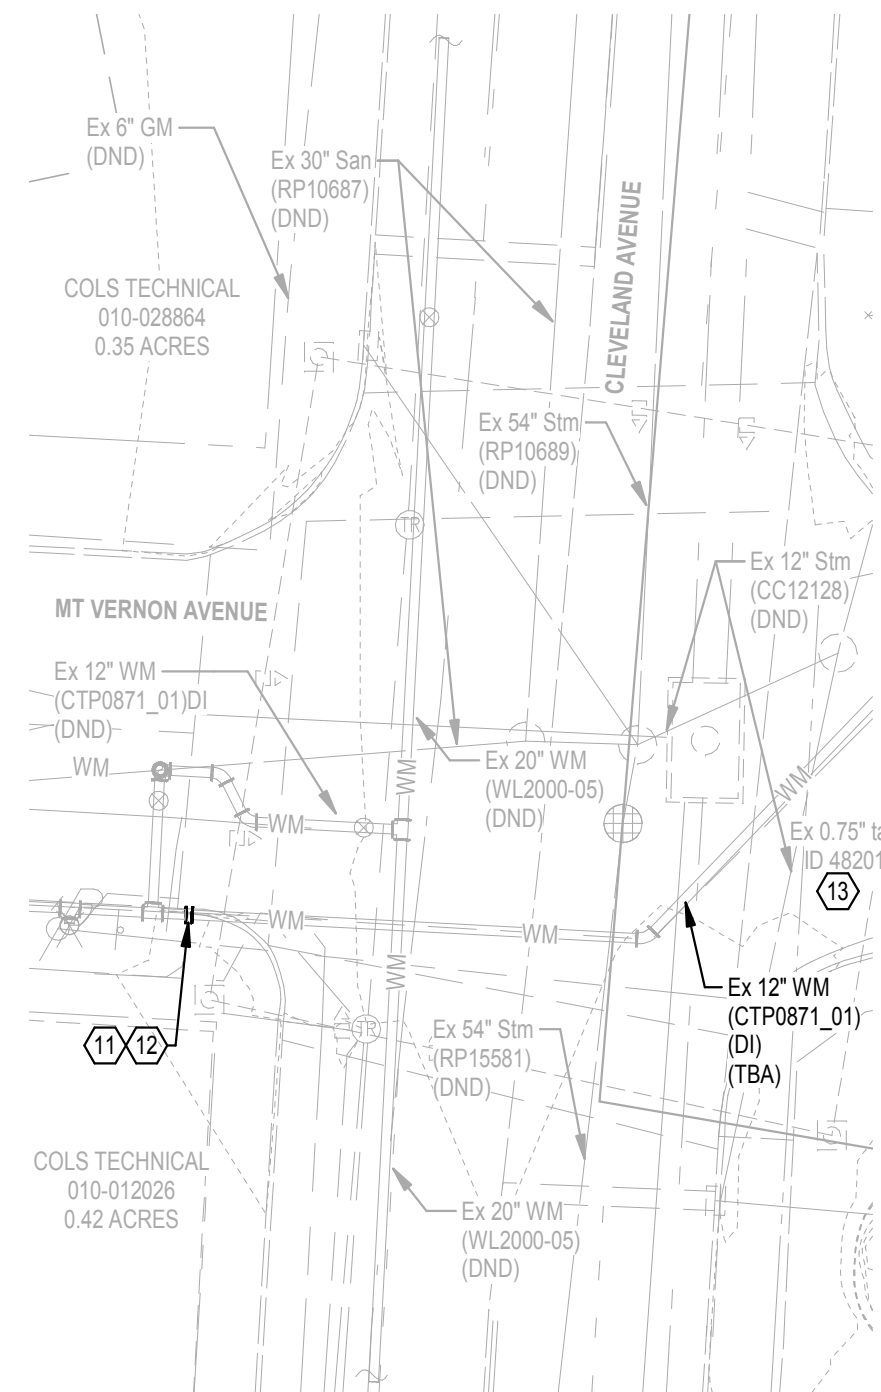 Ex 6" GM
(DND)
Ex 30" San
(RP10687)
(DND)
CLEVELAND AVENUE
COLS TECHNICAL
010-028864
0.35 ACRES
Ex 54" Stm
(RP10689)
(DND)
TR
Ex 12" Stm
(CC12128)
(DND)
MT VERNON AVENUE
Ex 12" WM
(CTP0871_01)DI
(DND)
WM
WM
Ex 20" WM
(WL2000-05)
(DND)
WM
WM
Ex 0.75" ta
ID 48201
13
WM
WM
WM
Ex 12" WM
(CTP0871_01)
(DI)
(TBA)
11
12
TR
Ex 54" Stm
(RP15581)
(DND)
COLS TECHNICAL
010-012026
0.42 ACRES
Ex 20" WM
(WL2000-05)
(DND)